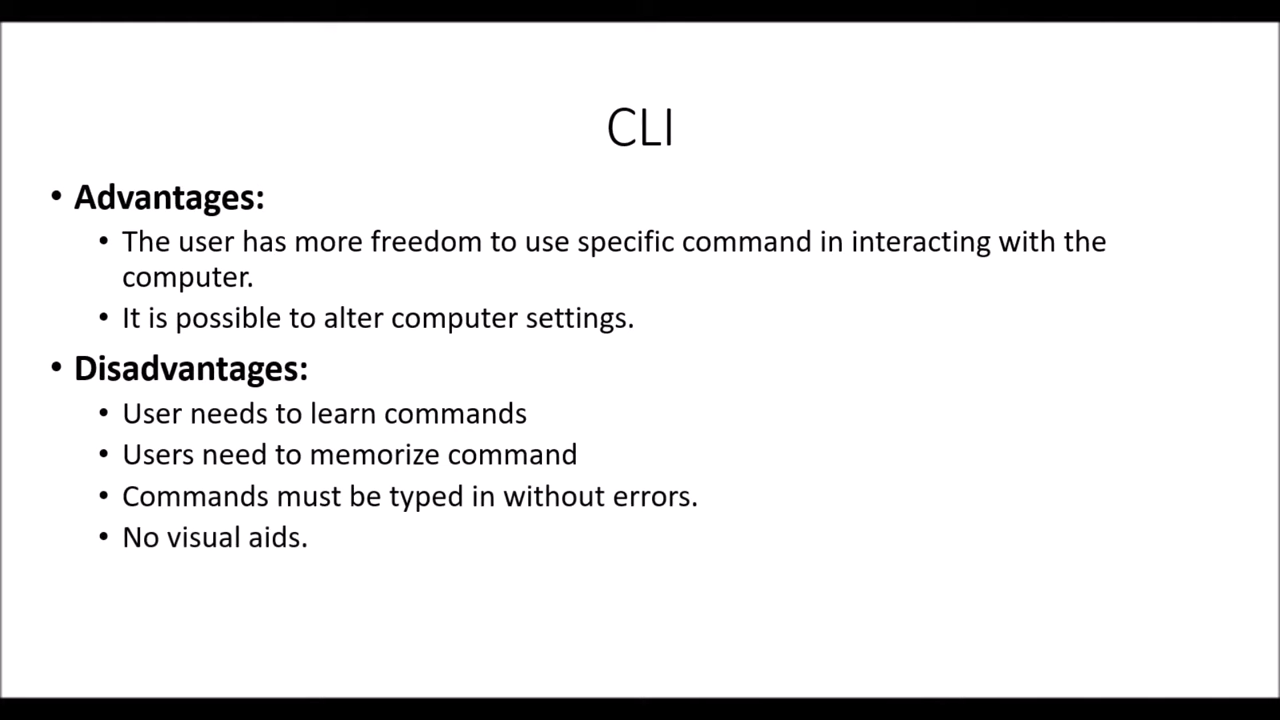 CLI
• Advantages:
• The user has more freedom to use specific command in interacting with the
computer.
• It is possible to alter computer settings.
• Disadvantages:
• User needs to learn commands
• Users need to memorize command
• Commands must be typed in without errors.
• No visual aids.